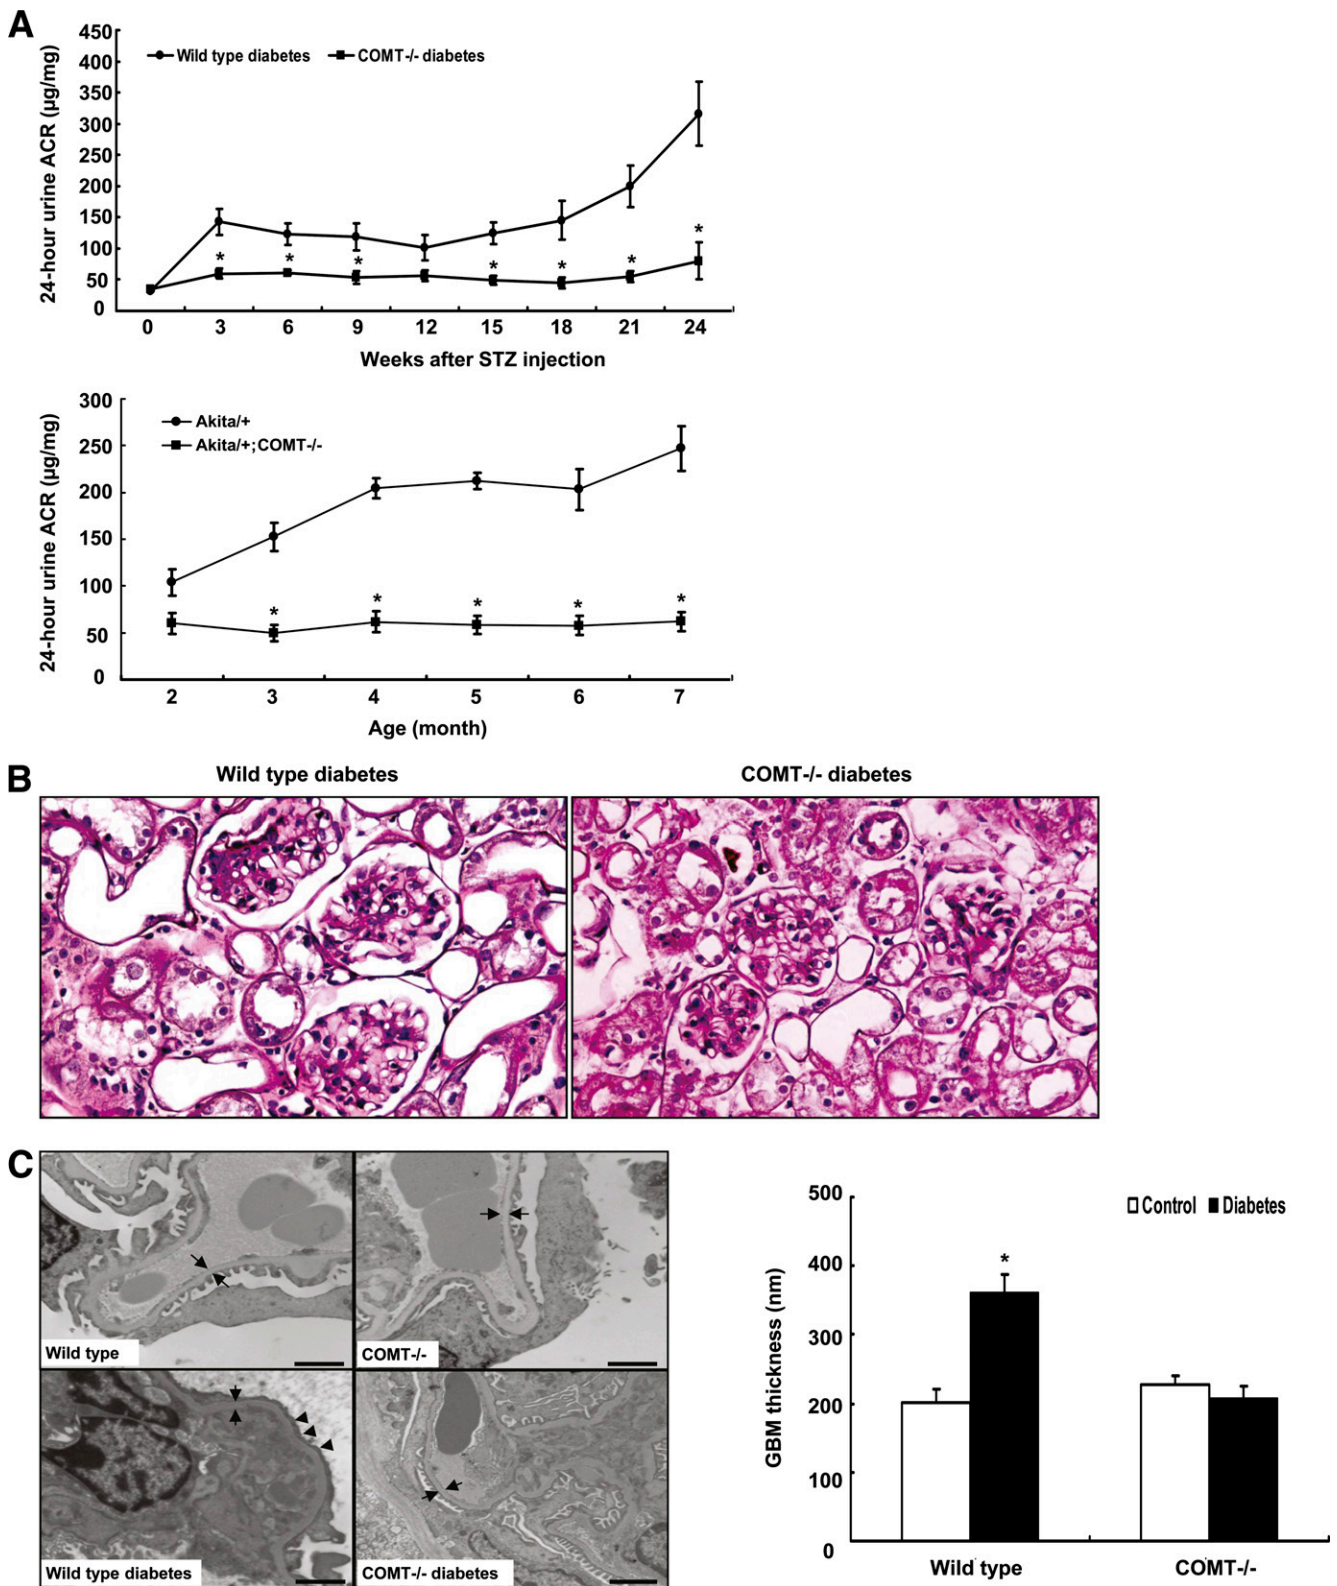 A
450
400
350
300
250
200
150
100
50
0
24-hour urine ACR (µg/mg)
Wild type diabetes COMT-/- diabetes
*
* * * * * * *
0 3 6 9 12 15 18 21 24
Weeks after STZ injection
300
250
200
150
100
50
0
24-hour urine ACR (µg/mg)
Akita/+
Akita/+;COMT-/-
* * * * *
2 3 4 5 6 7
Age (month)
B
Wild type diabetes COMT-/- diabetes
C
Wild type
COMT-/-
Wild type diabetes
COMT-/- diabetes
500
400
300
200
100
0
GBM thickness (nm)
Control Diabetes
*
Wild type COMT-/-